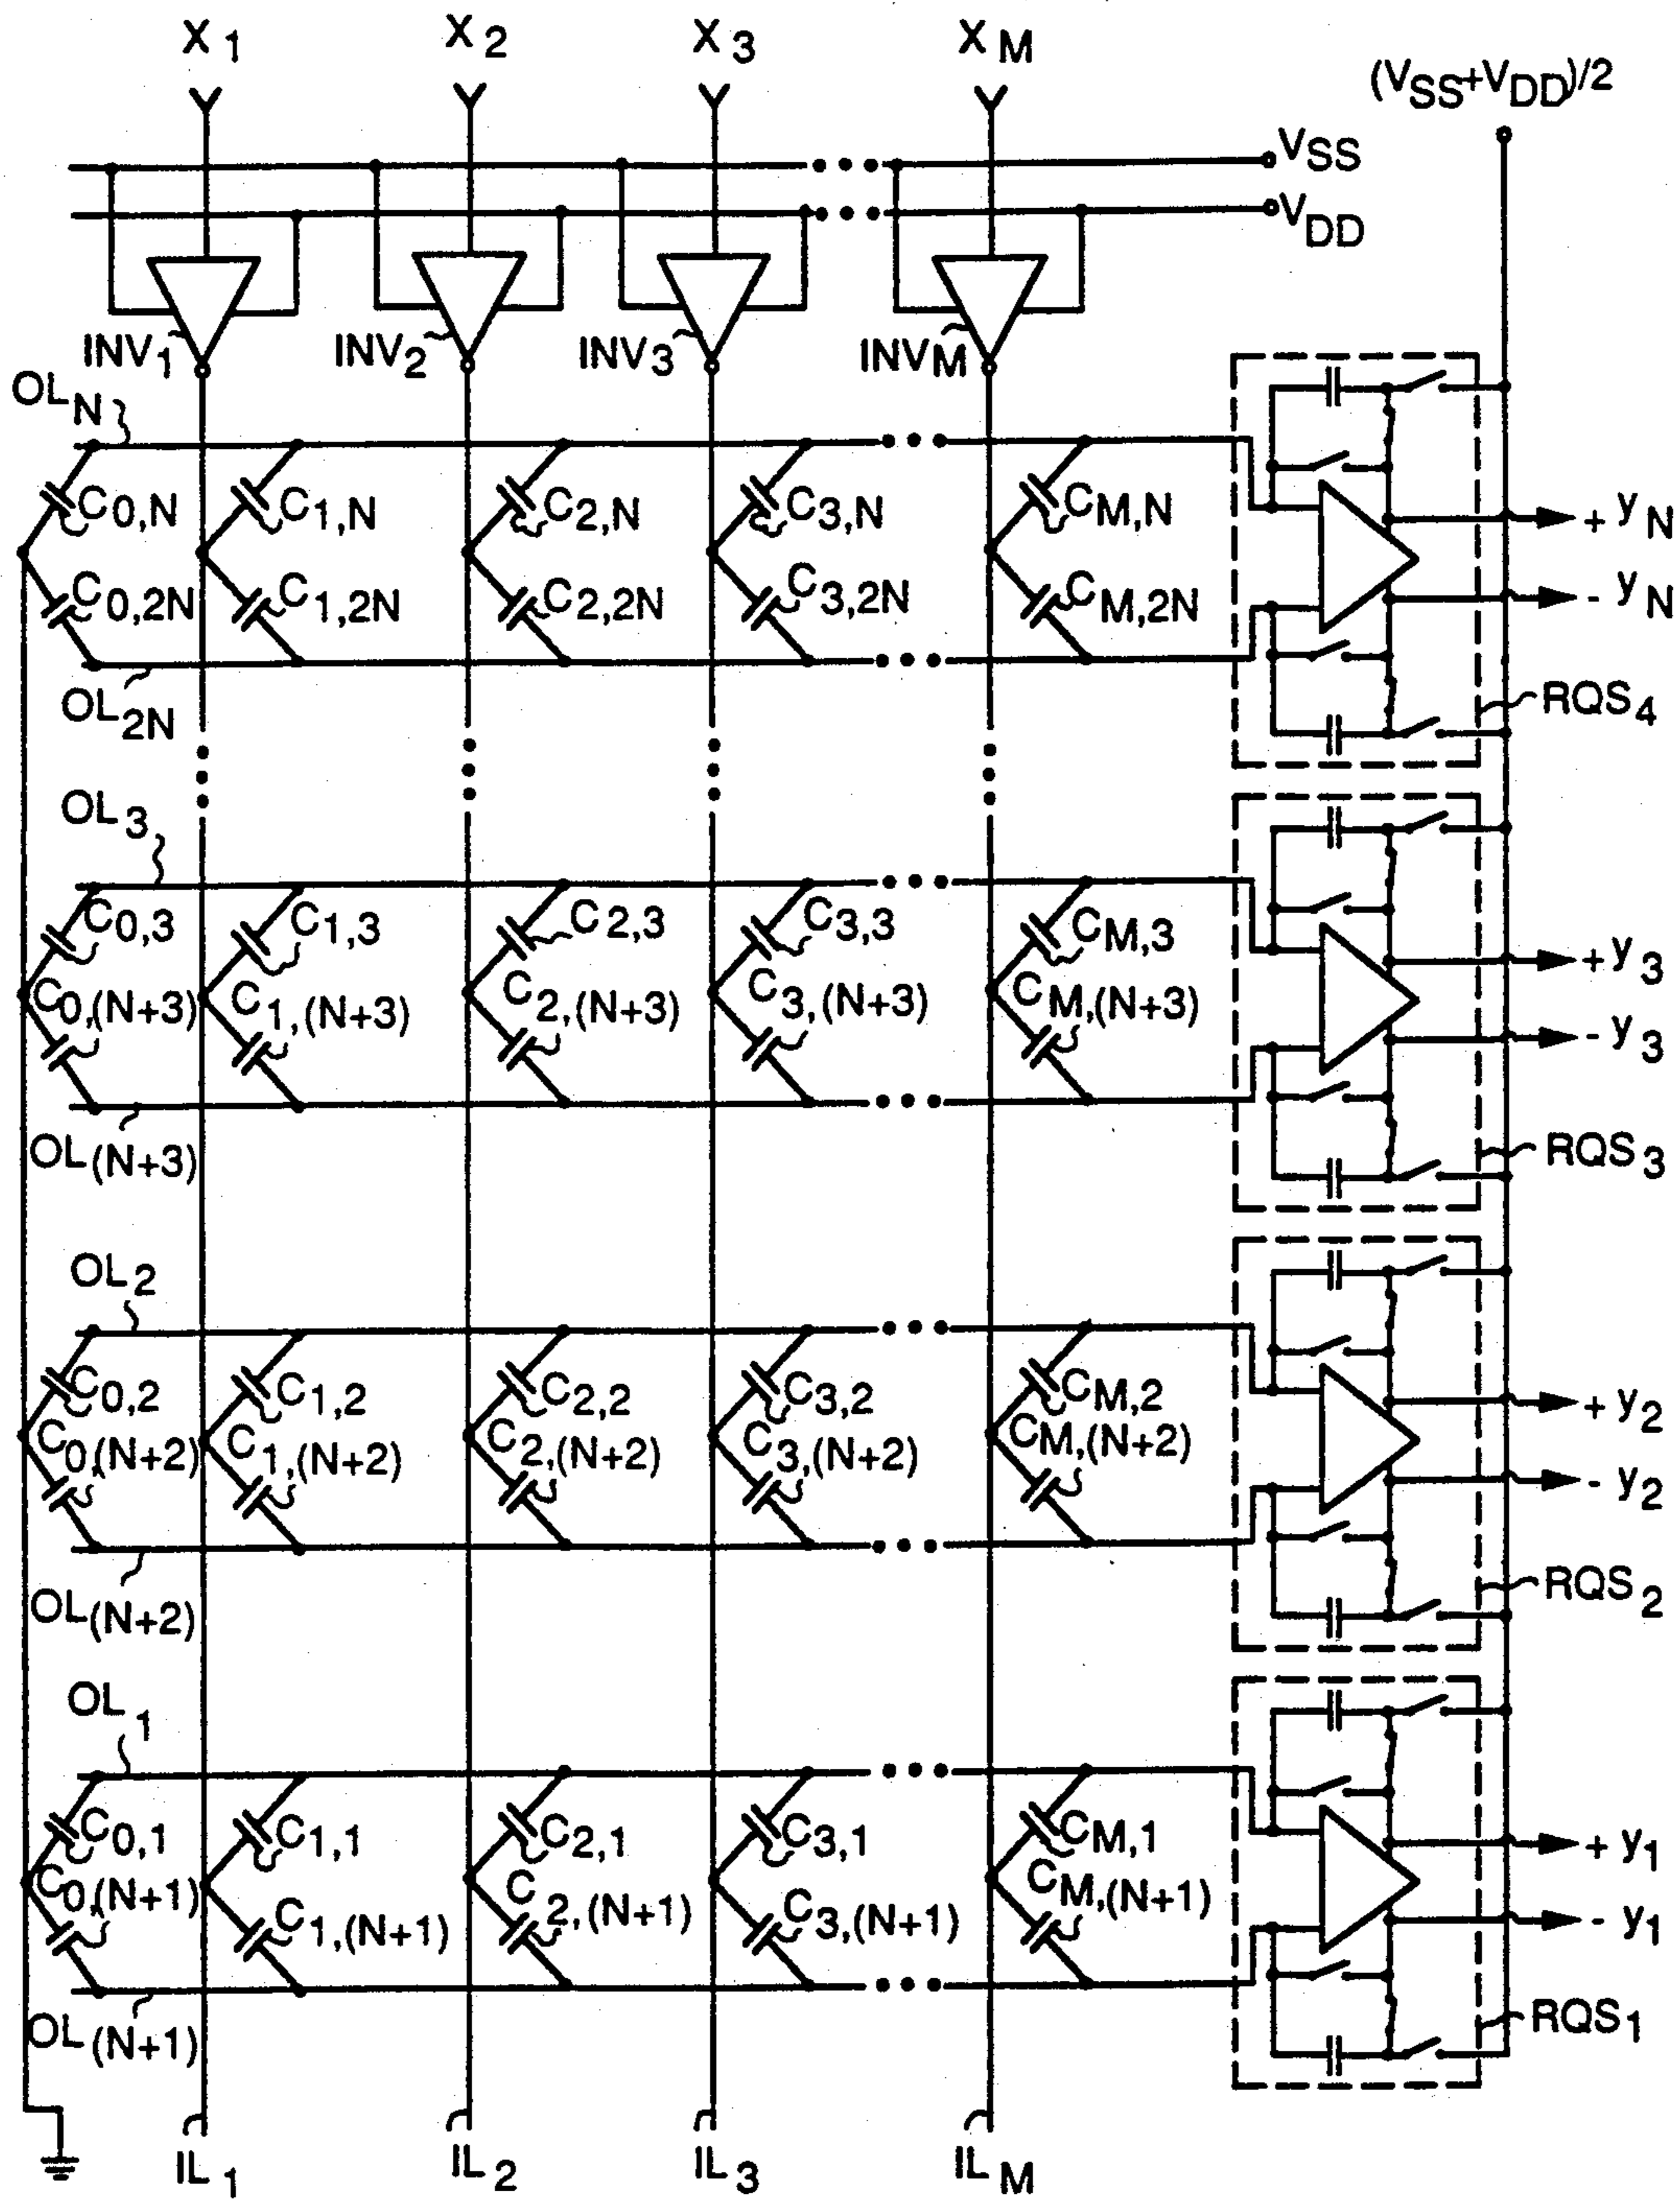 X1 X2 X3 XM
(VSS+VDD)/2
VSS
VDD
INV1 INV2 INV3 INVM
OLN
C0,N C1,N C2,N C3,N CM,N
+ yN
C0,2N C1,2N C2,2N C3,2N CM,2N
- yN
OL2N
RQS4
OL3
C0,3 C1,3 C2,3 C3,3 CM,3
+ y3
C0,(N+3) C1,(N+3) C2,(N+3) C3,(N+3) CM,(N+3)
- y3
OL(N+3)
RQS3
OL2
C0,2 C1,2 C2,2 C3,2 CM,2
+ y2
C0,(N+2) C1,(N+2) C2,(N+2) C3,(N+2) CM,(N+2)
- y2
OL(N+2)
RQS2
OL1
C0,1 C1,1 C2,1 C3,1 CM,1
+ y1
C0,(N+1) C1,(N+1) C2,(N+1) C3,(N+1) CM,(N+1)
- y1
OL(N+1)
RQS1
IL1 IL2 IL3 ILM